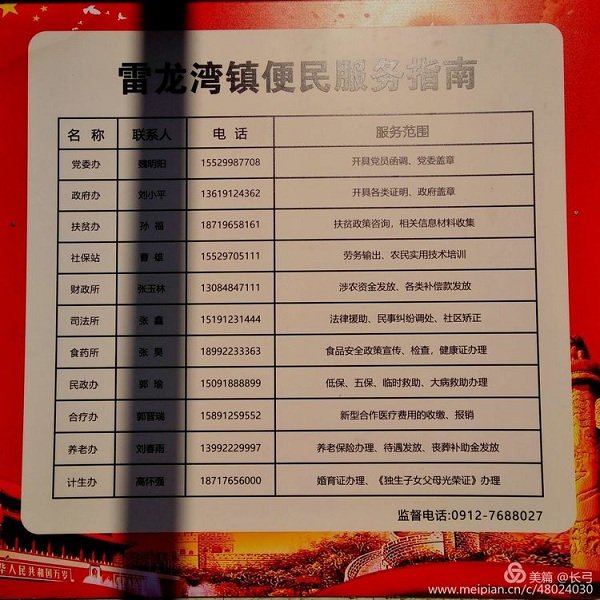 雷龙湾镇便民服务指南
名 称 联系人 电 话 服务范围
党委办 魏明阳 15529987708 开具党员函调、党委盖章
政府办 刘小平 13619124362 开具各类证明、政府盖章
扶贫办 孙 福 18719658161 扶贫政策咨询，相关信息材料收集
社保站 曹 雄 15529705111 劳务输出、农民实用技术培训
财政所 张玉林 13084847111 涉农资金发放、各类补偿款发放
司法所 张 鑫 15191231444 法律援助、民事纠纷调处、社区矫正
食药所 张 昊 18992233363 食品安全政策宣传、检查，健康证办理
民政办 郭 瑜 15091888899 低保、五保、临时救助、大病救助办理
合疗办 15891259552 新型合作医疗费用的收缴、报销
养老办 刘春雨 13992229997 养老保险办理、待遇发放、丧葬补助金发放
计生办 高怀强 18717656000 婚育证办理、《独生子女父母光荣证》办理
监督电话:0912-7688027
华人民共和国万岁
美篇 @长弓
www.meipian.cn/c/48024030